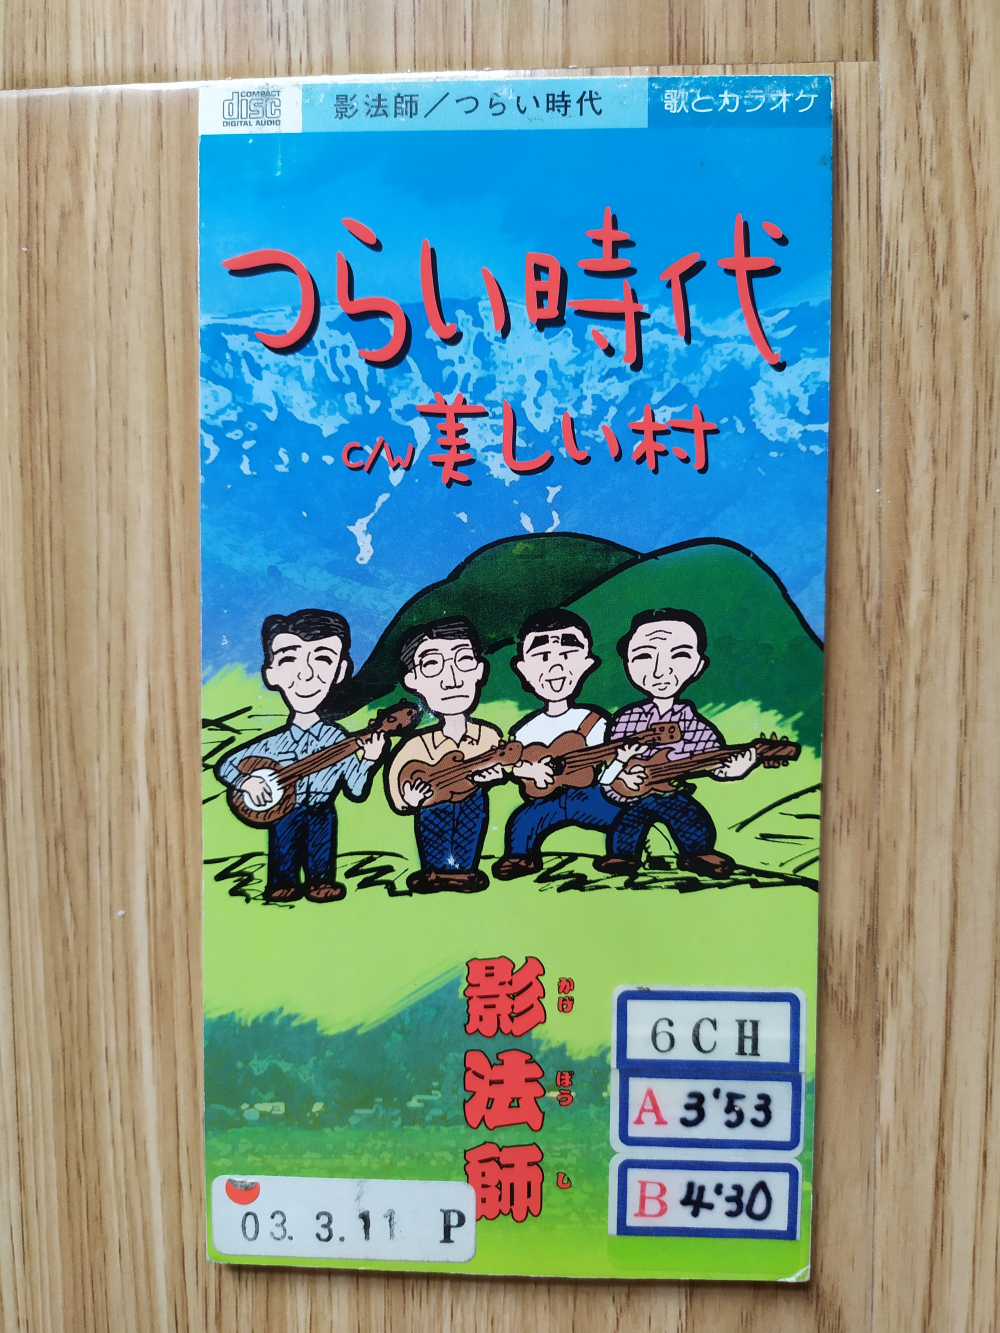 COMPACT
disc
DIGITAL AUDIO
影法師／つらい時代
歌とカラオケ
つらい時代
c/w美しい村
影法師
かげ
ぼう
し
6CH
A 3'53
B 4'30
03. 3.11 P